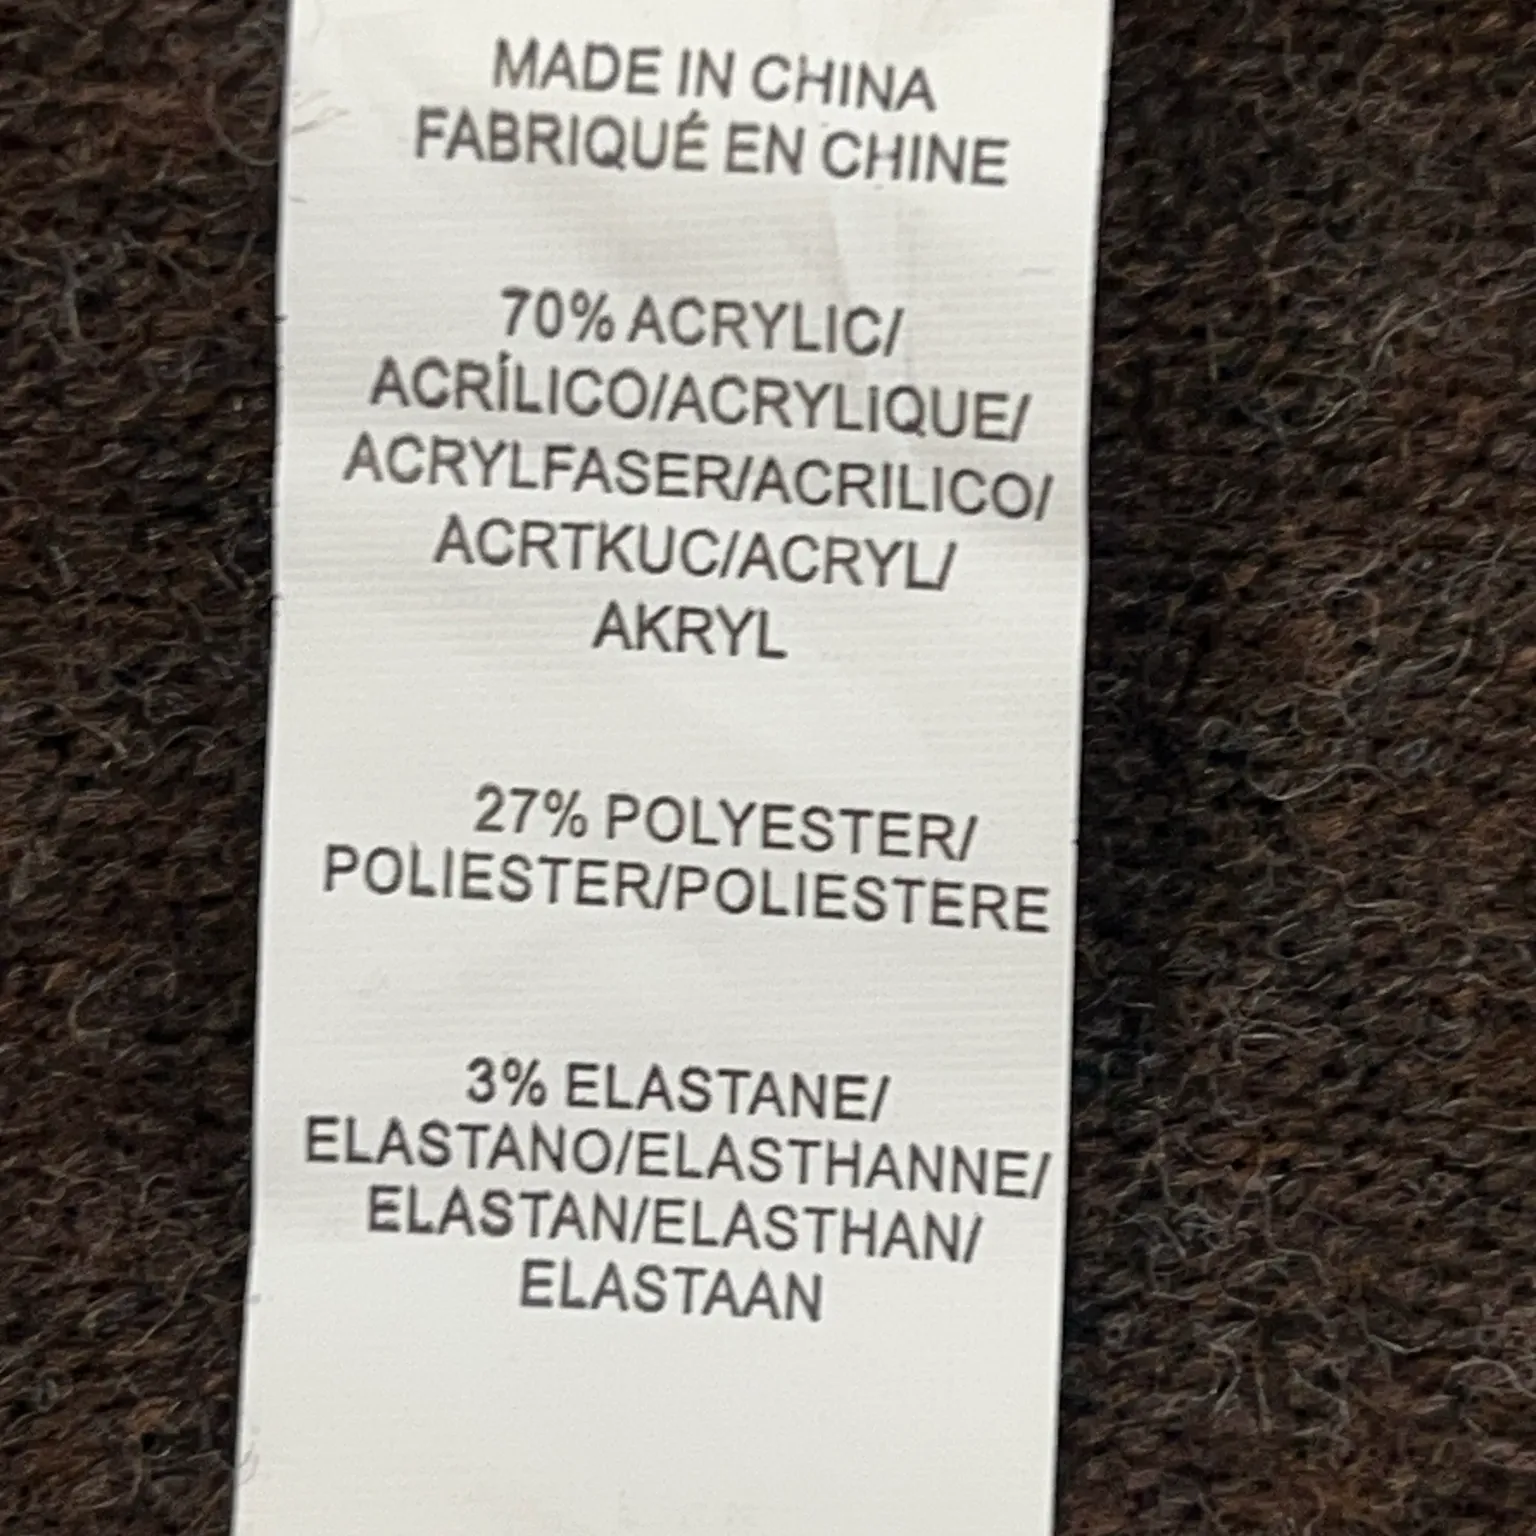 MADE IN CHINA
FABRIQUÉ EN CHINE
70% ACRYLIC/
ACRÍLICO/ACRYLIQUE/
ACRYLFASER/ACRILICO/
ACRTKUC/ACRYL/
AKRYL
27% POLYESTER/
POLIESTER/POLIESTERE
3% ELASTANE/
ELASTANO/ELASTHANNE/
ELASTAN/ELASTHAN/
ELASTAAN